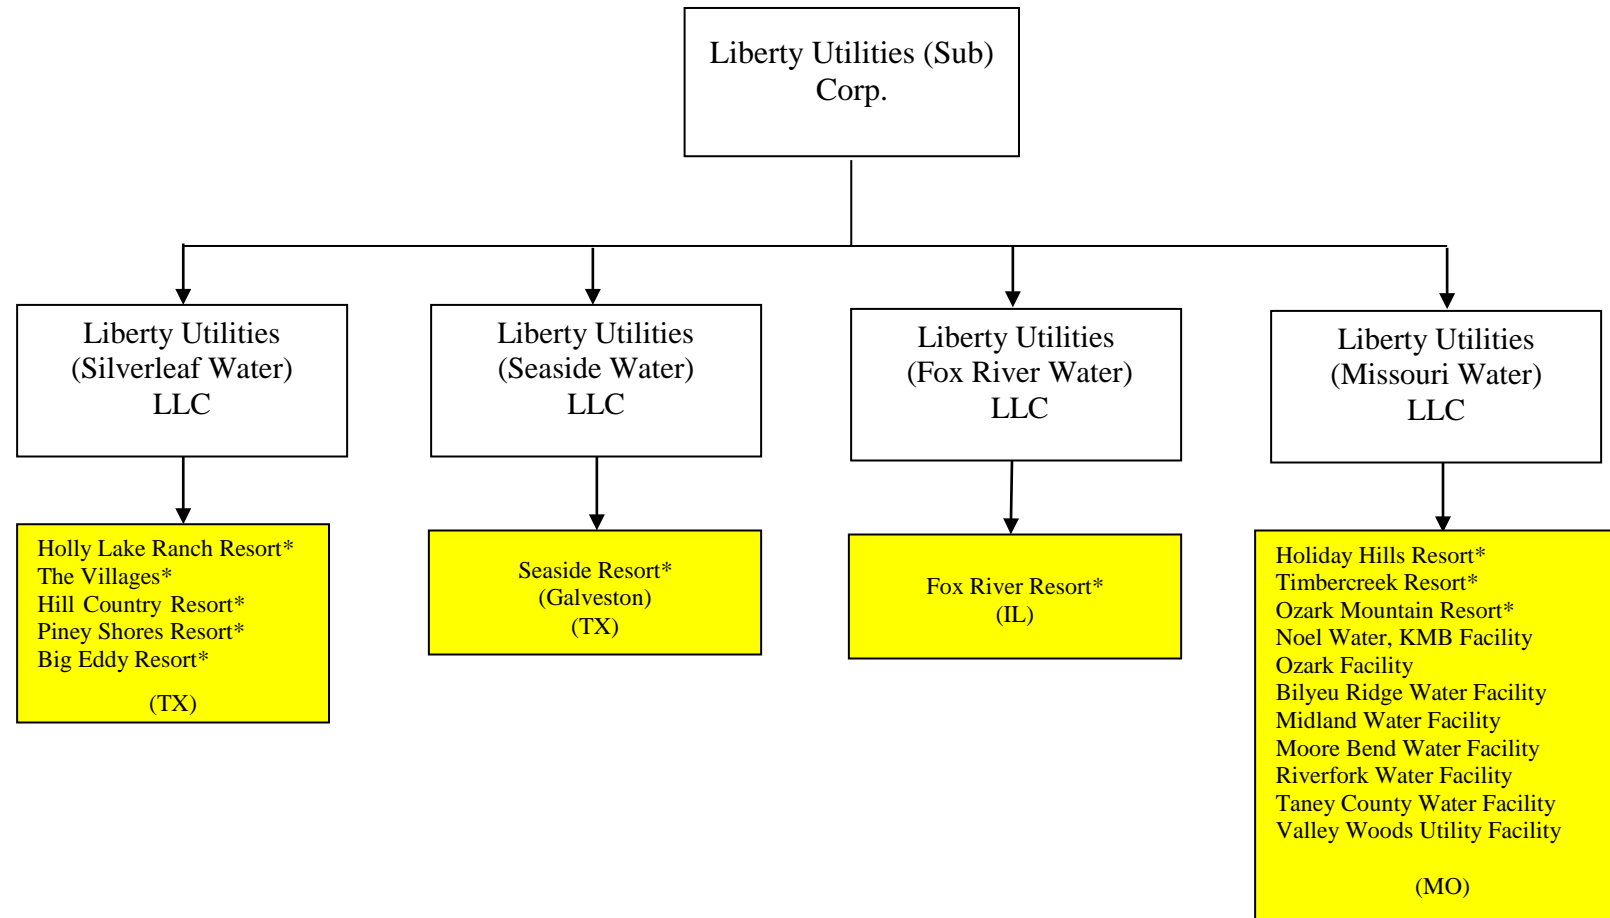 Liberty Utilities (Sub)
Corp.
Liberty Utilities
(Silverleaf Water)
LLC
Liberty Utilities
(Seaside Water)
LLC
Liberty Utilities
(Fox River Water)
LLC
Liberty Utilities
(Missouri Water)
LLC
Holly Lake Ranch Resort*
The Villages*
Hill Country Resort*
Piney Shores Resort*
Big Eddy Resort*
(TX)
Seaside Resort*
(Galveston)
(TX)
Fox River Resort*
(IL)
Holiday Hills Resort*
Timbercreek Resort*
Ozark Mountain Resort*
Noel Water, KMB Facility
Ozark Facility
Bilyeu Ridge Water Facility
Midland Water Facility
Moore Bend Water Facility
Riverfork Water Facility
Taney County Water Facility
Valley Woods Utility Facility
(MO)